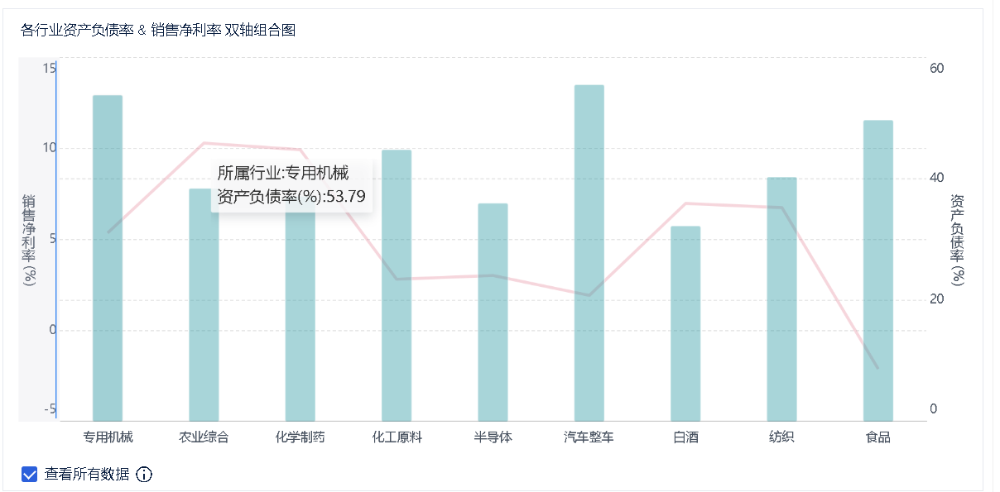 各行业资产负债率 & 销售净利率 双轴组合图
15
10
5
0
-5
销售净利率(%)
所属行业:专用机械
资产负债率(%):53.79
60
40
20
0
资产负债率(%)
专用机械 农业综合 化学制药 化工原料 半导体 汽车整车 白酒 纺织 食品
查看所有数据